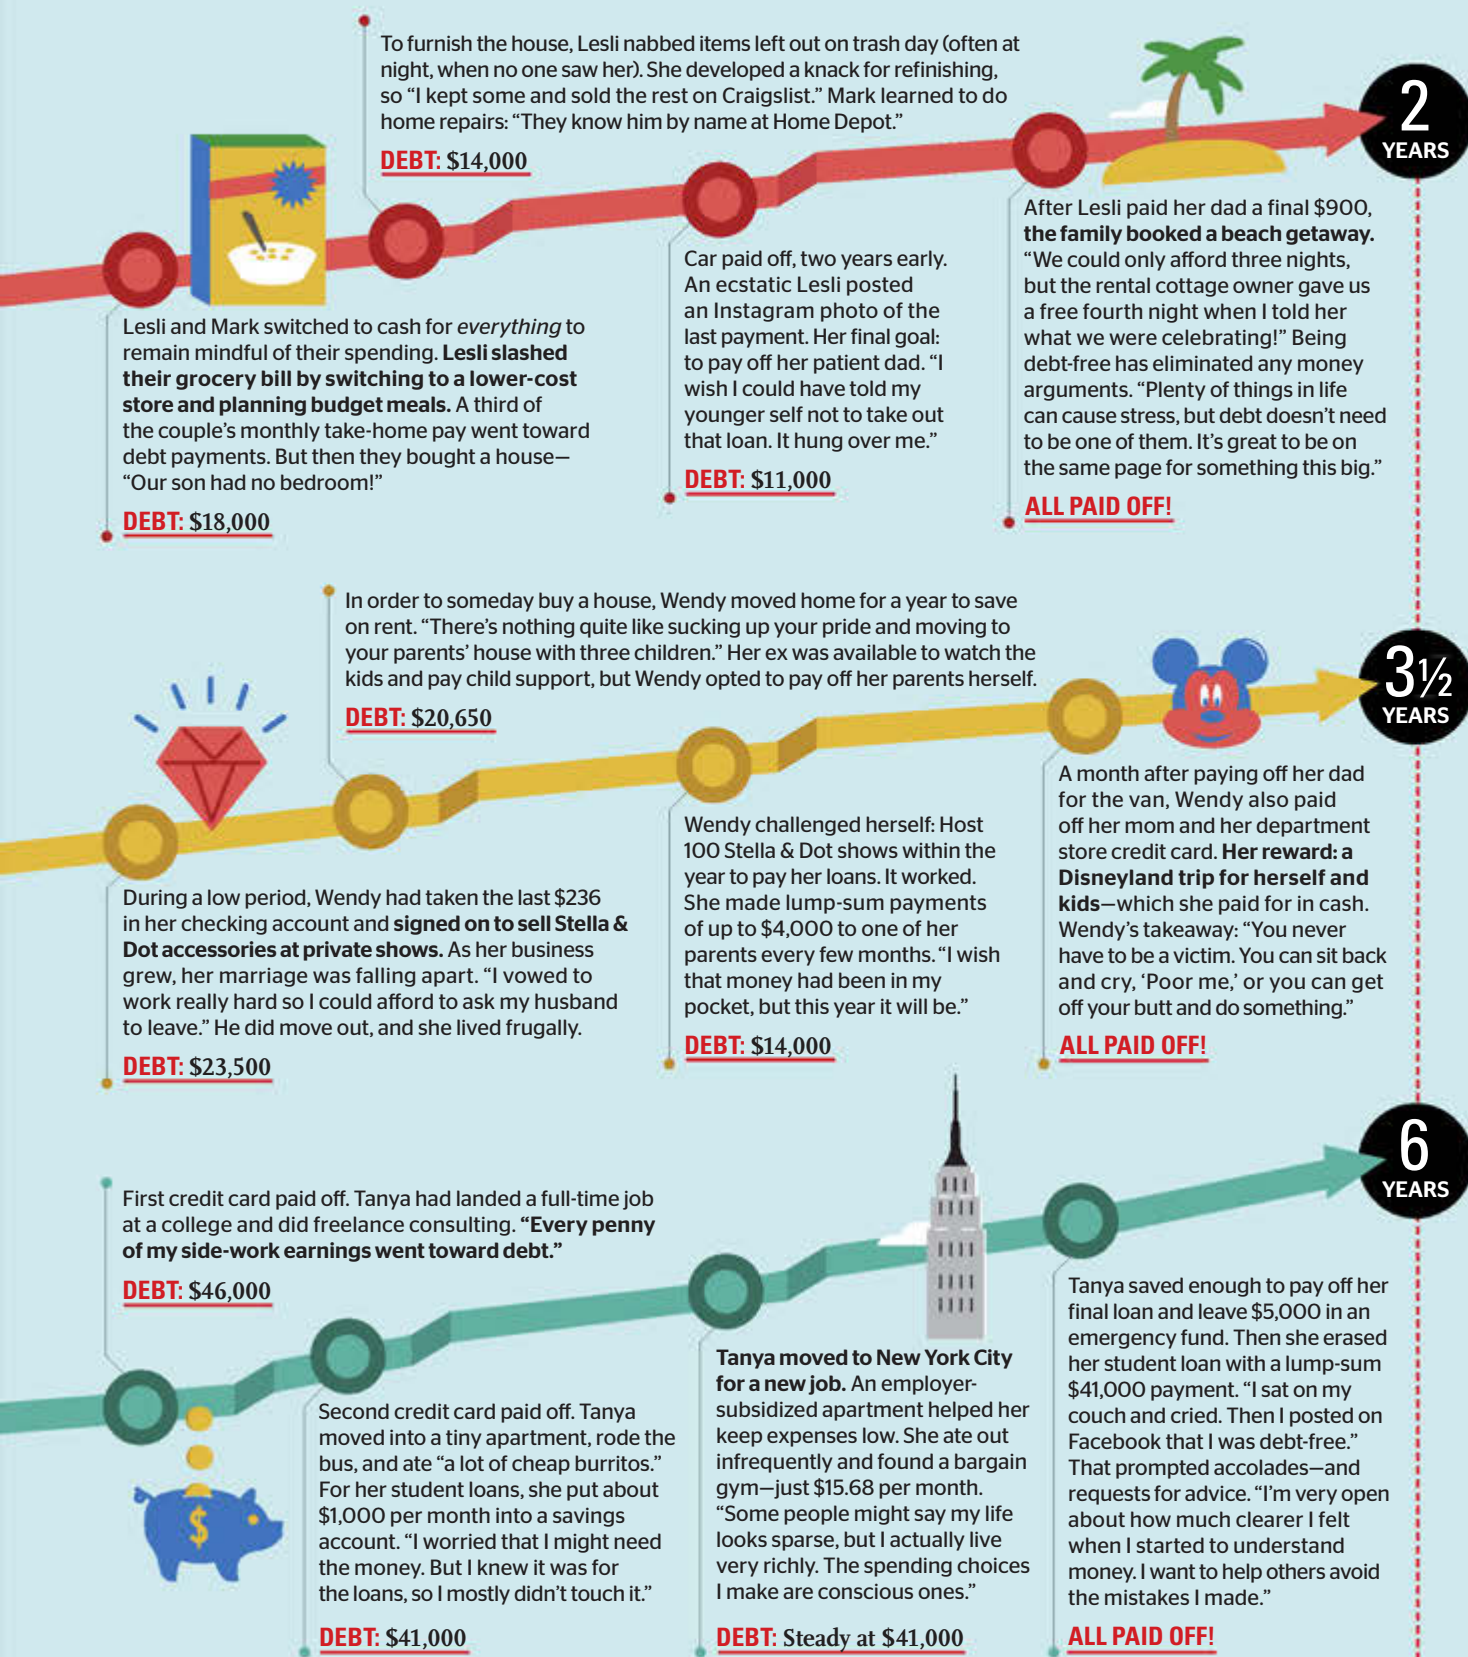 To furnish the house, Lesli nabbed items left out on trash day (often at
night, when no one saw her). She developed a knack for refinishing,
so “I kept some and sold the rest on Craigslist.” Mark learned to do
home repairs: “They know him by name at Home Depot.”
DEBT: $14,000
2
YEARS
Lesli and Mark switched to cash for everything to
remain mindful of their spending. Lesli slashed
their grocery bill by switching to a lower-cost
store and planning budget meals. A third of
the couple’s monthly take-home pay went toward
debt payments. But then they bought a house—
“Our son had no bedroom!”
DEBT: $18,000
Car paid off, two years early.
An ecstatic Lesli posted
an Instagram photo of the
last payment. Her final goal:
to pay off her patient dad. “I
wish I could have told my
younger self not to take out
that loan. It hung over me.”
DEBT: $11,000
After Lesli paid her dad a final $900,
the family booked a beach getaway.
“We could only afford three nights,
but the rental cottage owner gave us
a free fourth night when I told her
what we were celebrating!” Being
debt-free has eliminated any money
arguments. “Plenty of things in life
can cause stress, but debt doesn’t need
to be one of them. It’s great to be on
the same page for something this big.”
ALL PAID OFF!
In order to someday buy a house, Wendy moved home for a year to save
on rent. “There’s nothing quite like sucking up your pride and moving to
your parents’ house with three children.” Her ex was available to watch the
kids and pay child support, but Wendy opted to pay off her parents herself.
DEBT: $20,650
3½
YEARS
During a low period, Wendy had taken the last $236
in her checking account and signed on to sell Stella &
Dot accessories at private shows. As her business
grew, her marriage was falling apart. “I vowed to
work really hard so I could afford to ask my husband
to leave.” He did move out, and she lived frugally.
DEBT: $23,500
Wendy challenged herself: Host
100 Stella & Dot shows within the
year to pay her loans. It worked.
She made lump-sum payments
of up to $4,000 to one of her
parents every few months. “I wish
that money had been in my
pocket, but this year it will be.”
DEBT: $14,000
A month after paying off her dad
for the van, Wendy also paid
off her mom and her department
store credit card. Her reward: a
Disneyland trip for herself and
kids—which she paid for in cash.
Wendy’s takeaway: “You never
have to be a victim. You can sit back
and cry, ‘Poor me,’ or you can get
off your butt and do something.”
ALL PAID OFF!
6
YEARS
First credit card paid off. Tanya had landed a full-time job
at a college and did freelance consulting. “Every penny
of my side-work earnings went toward debt.”
DEBT: $46,000
$
Second credit card paid off. Tanya
moved into a tiny apartment, rode the
bus, and ate “a lot of cheap burritos.”
For her student loans, she put about
$1,000 per month into a savings
account. “I worried that I might need
the money. But I knew it was for
the loans, so I mostly didn’t touch it.”
DEBT: $41,000
Tanya moved to New York City
for a new job. An employer-
subsidized apartment helped her
keep expenses low. She ate out
infrequently and found a bargain
gym—just $15.68 per month.
“Some people might say my life
looks sparse, but I actually live
very richly. The spending choices
I make are conscious ones.”
DEBT: Steady at $41,000
Tanya saved enough to pay off her
final loan and leave $5,000 in an
emergency fund. Then she erased
her student loan with a lump-sum
$41,000 payment. “I sat on my
couch and cried. Then I posted on
Facebook that I was debt-free.”
That prompted accolades—and
requests for advice. “I’m very open
about how much clearer I felt
when I started to understand
money. I want to help others avoid
the mistakes I made.”
ALL PAID OFF!